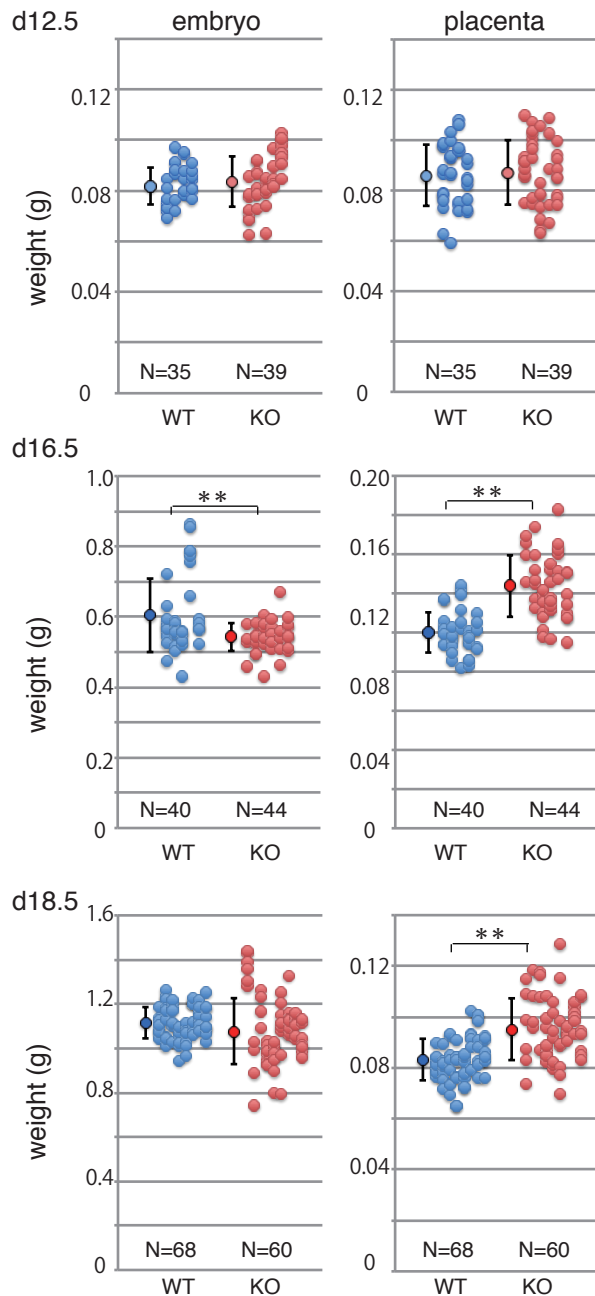 d12.5
embryo
placenta
weight (g)
0.12
0.08
0.04
0
N=35
N=39
WT
KO
0.12
0.08
0.04
0
N=35
N=39
WT
KO
d16.5
weight (g)
1.0
0.8
0.6
0.4
0.2
0
**
N=40
N=44
WT
KO
0.20
0.16
0.12
0.08
0.04
0
**
N=40
N=44
WT
KO
d18.5
weight (g)
1.6
1.2
0.8
0.4
0
N=68
N=60
WT
KO
0.12
0.08
0.04
0
**
N=68
N=60
WT
KO